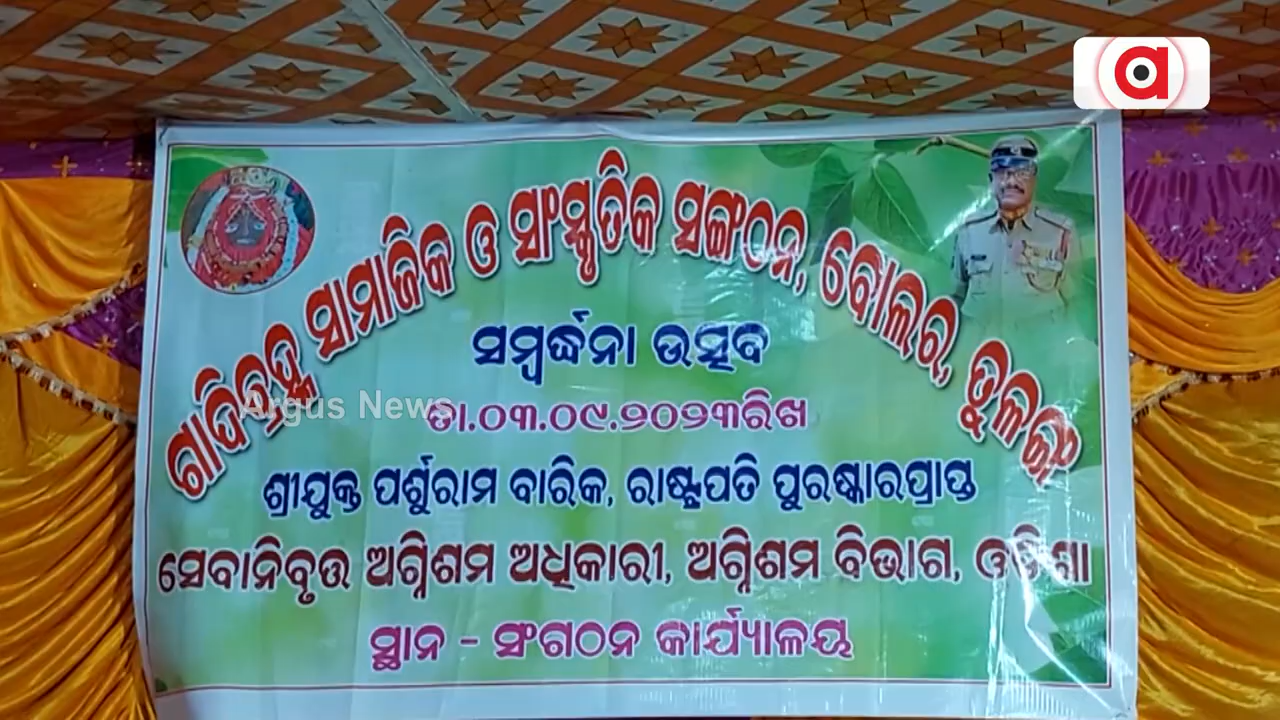 ସାମାଜିକ ଓ ସାଂସ୍କୃତିକ ସଙ୍ଗଠନ, ବୋଲର,
ସମ୍ବର୍ଦ୍ଧନା ଉତ୍ସବ
Argus News
ତା.୦୩.୦୯.୨୦୨୩ରିଖ
ଶ୍ରୀଯୁକ୍ତ ପର୍ଶୁରାମ ବାରିକ, ରାଷ୍ଟ୍ରପତି ପୁରଷ୍କାରପ୍ରାପ୍ତ
ସେବାନିବୃତ୍ତ ଅଗ୍ନିଶମ ଅଧିକାରୀ, ଅଗ୍ନିଶମ ବିଭାଗ, ଓଡିଶା
ସ୍ଥାନ - ସଂଗଠନ କାର୍ଯ୍ୟାଳୟ